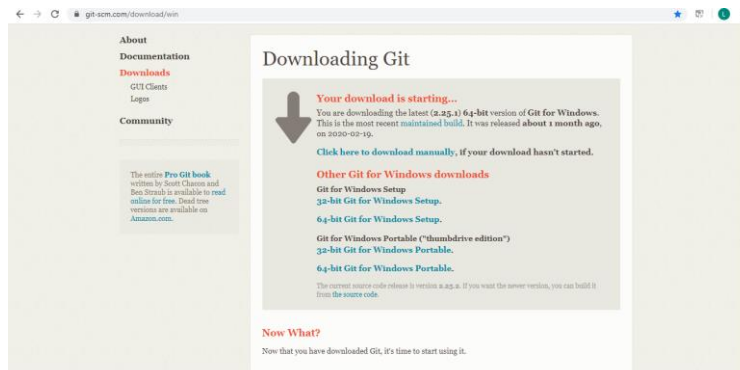 git-scm.com/download/win
L
About
Documentation
Downloads
GUI Clients
Logos
Community
The entire Pro Git book
written by Scott Chacon and
Ben Straub is available to read
online for free. Dead tree
versions are available on
Amazon.com.
Downloading Git
Your download is starting...
You are downloading the latest (2.25.1) 64-bit version of Git for Windows.
This is the most recent maintained build. It was released about 1 month ago,
on 2020-02-19.
Click here to download manually, if your download hasn't started.
Other Git for Windows downloads
Git for Windows Setup
32-bit Git for Windows Setup.
64-bit Git for Windows Setup.
Git for Windows Portable ("thumbdrive edition")
32-bit Git for Windows Portable.
64-bit Git for Windows Portable.
The current source code release is version 2.25.2. If you want the newer version, you can build it
from the source code.
Now What?
Now that you have downloaded Git, it's time to start using it.